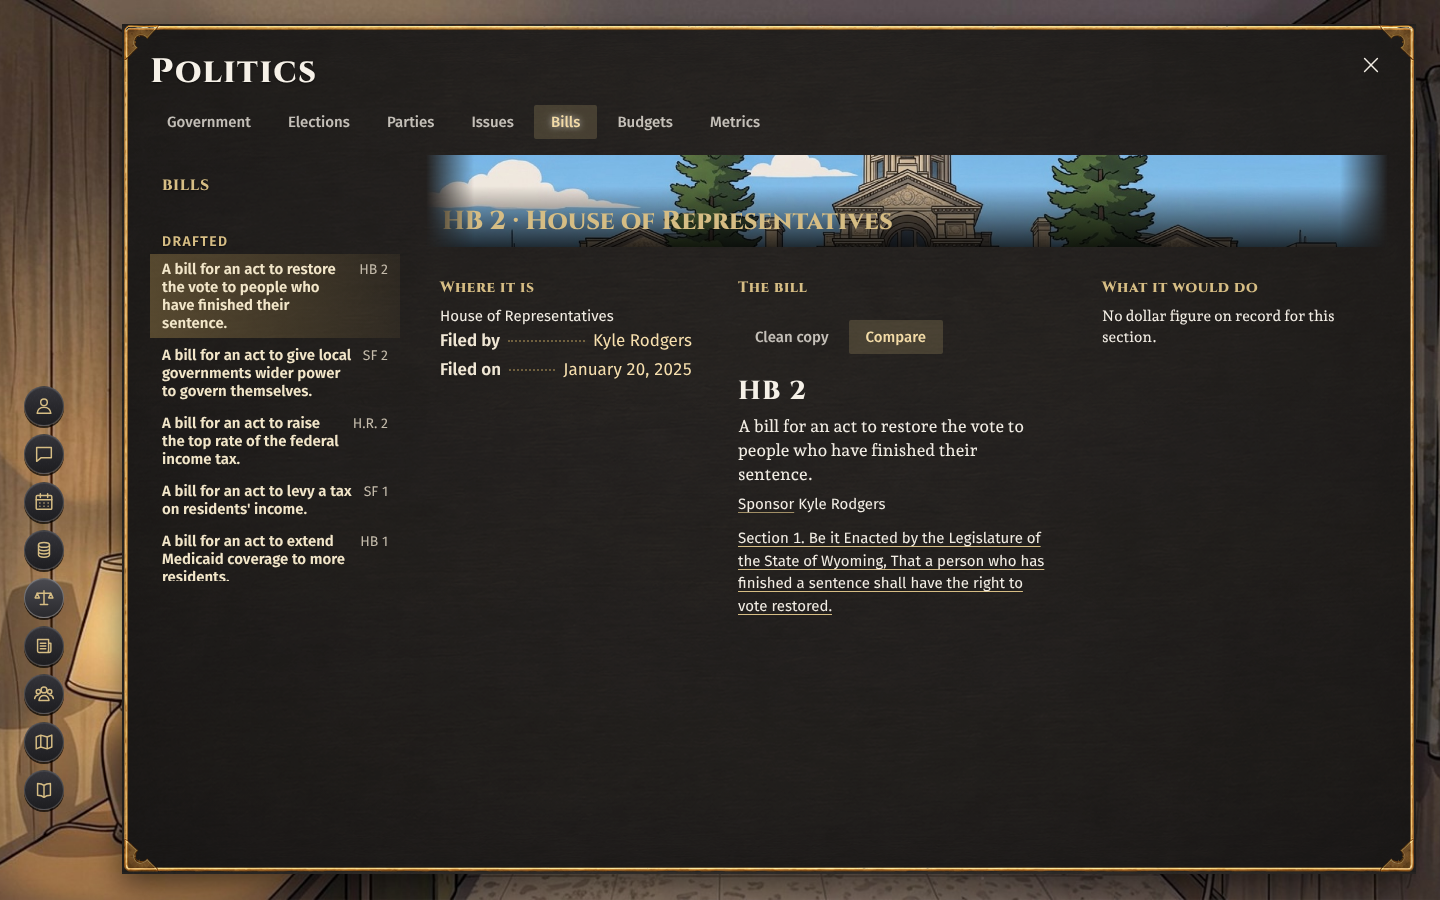 Politics
Government Elections Parties Issues Bills Budgets Metrics
BILLS
DRAFTED
A bill for an act to restore HB 2
the vote to people who
have finished their
sentence.
A bill for an act to give local SF 2
governments wider power
to govern themselves.
A bill for an act to raise H.R. 2
the top rate of the federal
income tax.
A bill for an act to levy a tax SF 1
on residents' income.
A bill for an act to extend HB 1
Medicaid coverage to more
residents.
HB 2 · House of Representatives
Where it is
House of Representatives
Filed by Kyle Rodgers
Filed on January 20, 2025
The bill
Clean copy Compare
HB 2
A bill for an act to restore the vote to
people who have finished their
sentence.
Sponsor Kyle Rodgers
Section 1. Be it Enacted by the Legislature of
the State of Wyoming, That a person who has
finished a sentence shall have the right to
vote restored.
What it would do
No dollar figure on record for this
section.